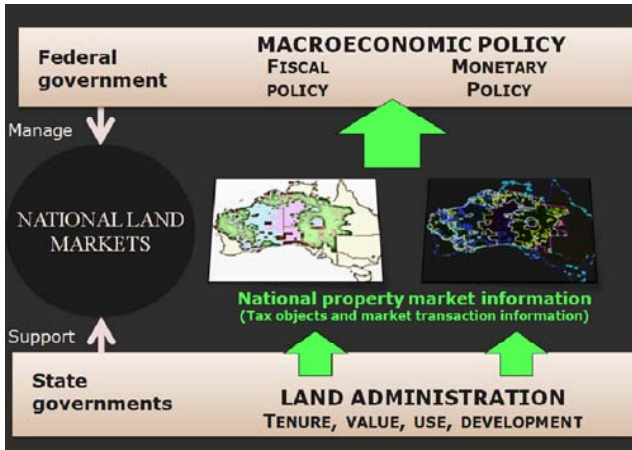 Federal
government
MACROECONOMIC POLICY
FISCAL
POLICY
MONETARY
POLICY
Manage
NATIONAL LAND
MARKETS
National property market information
(Tax objects and market transaction information)
Support
State
governments
LAND ADMINISTRATION
TENURE, VALUE, USE, DEVELOPMENT